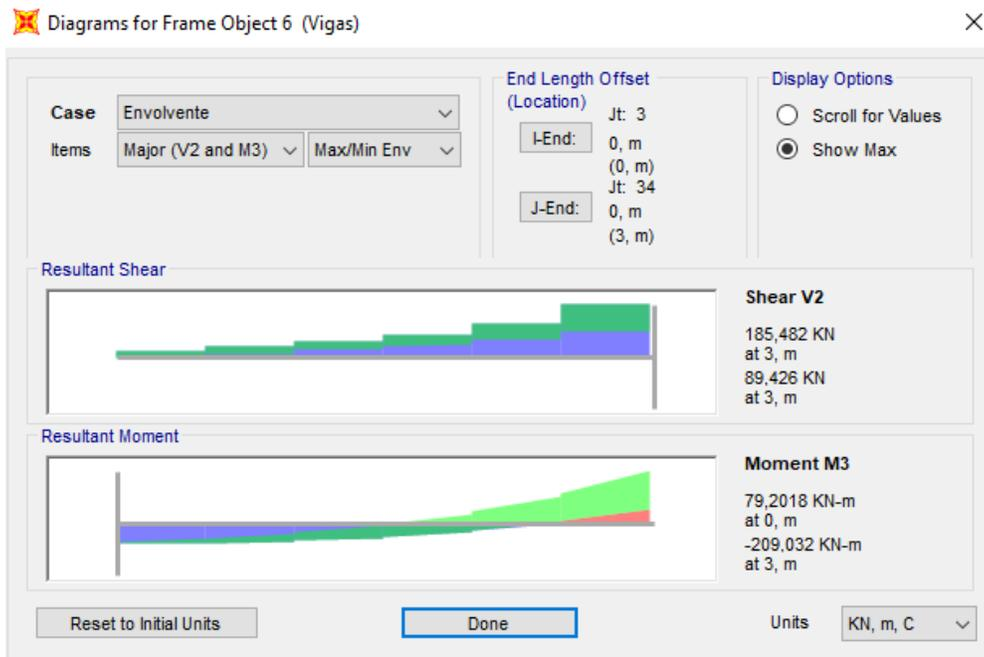 Diagrams for Frame Object 6 (Vigas)
Case Envolvente
Items Major (V2 and M3) Max/Min Env
End Length Offset
(Location)
Jt: 3
I-End: 0, m
(0, m)
Jt: 34
J-End: 0, m
(3, m)
Display Options
Scroll for Values
Show Max
Resultant Shear
Shear V2
185,482 KN
at 3, m
89,426 KN
at 3, m
Resultant Moment
Moment M3
79,2018 KN-m
at 0, m
-209,032 KN-m
at 3, m
Reset to Initial Units Done Units KN, m, C